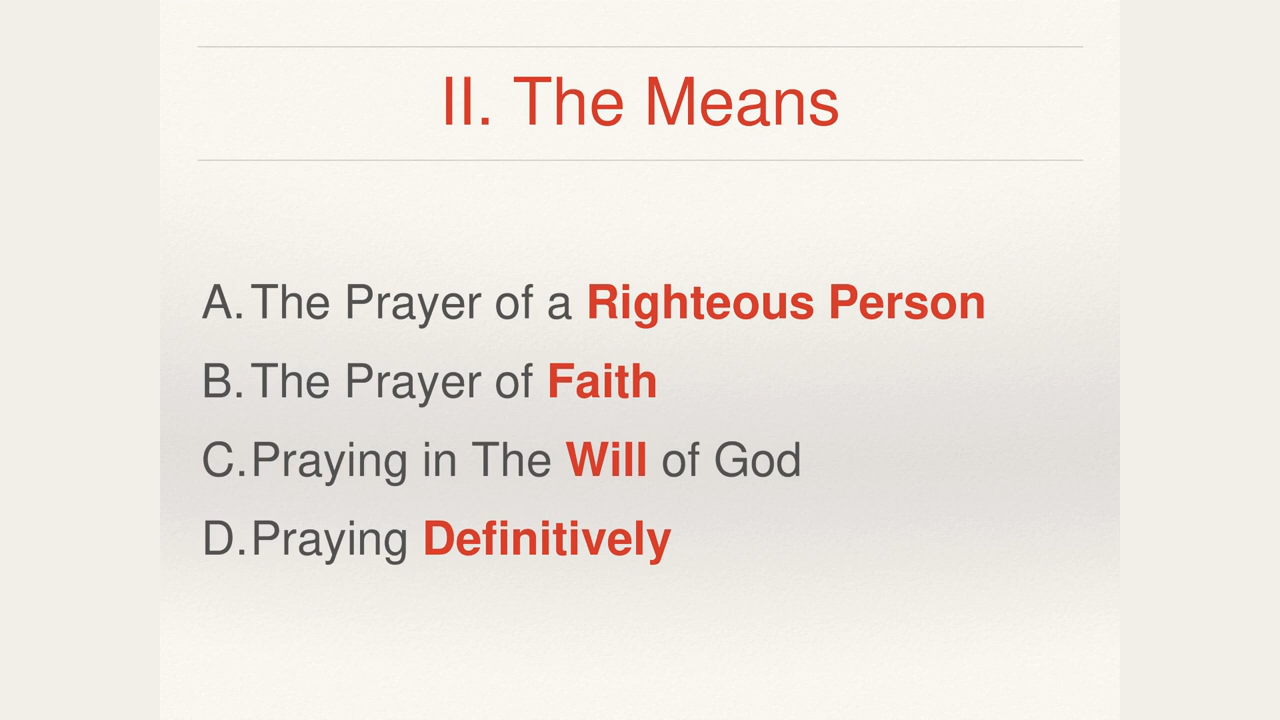 II. The Means
A. The Prayer of a Righteous Person
B. The Prayer of Faith
C. Praying in The Will of God
D. Praying Definitively